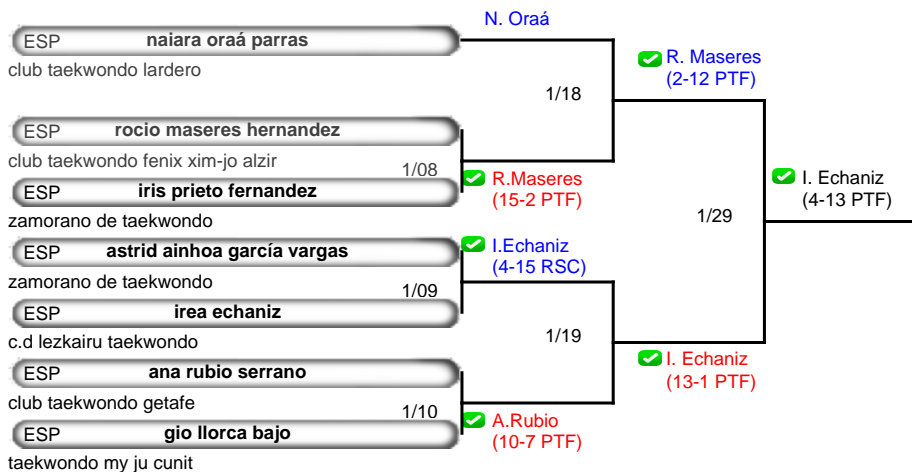 N. Oraá
ESP naiara oraá parras
club taekwondo lardero
R. Maseres
(2-12 PTF)
1/18
ESP rocio maseres hernandez
club taekwondo fenix xim-jo alzir
1/08
R.Maseres
(15-2 PTF)
I. Echaniz
(4-13 PTF)
ESP iris prieto fernandez
zamorano de taekwondo
1/29
ESP astrid ainhoa garcía vargas
I.Echaniz
(4-15 RSC)
zamorano de taekwondo
1/09
ESP irea echaniz
c.d lezkairu taekwondo
1/19
I. Echaniz
(13-1 PTF)
ESP ana rubio serrano
club taekwondo getafe
1/10
A.Rubio
(10-7 PTF)
ESP gio llorca bajo
taekwondo my ju cunit